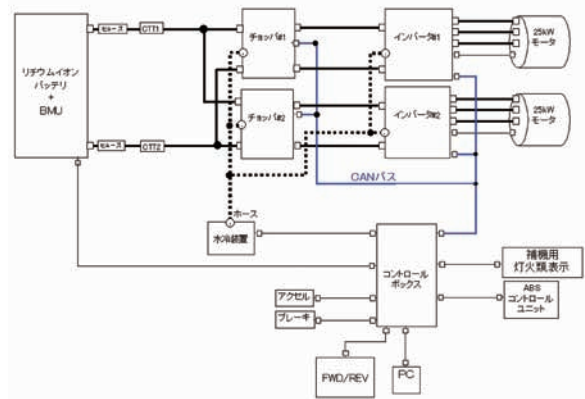 リチウムイオン
バッテリ
+
BMU
ヒューズ
CTT1
ヒューズ
CTT2
チョッパ#1
チョッパ#2
インバータ#1
インバータ#2
25kW
モータ
25kW
モータ
CANバス
ホース
水冷装置
コントロール
ボックス
アクセル
ブレーキ
FWD/REV
PC
補機用
灯火類表示
ABS
コントロール
ユニット